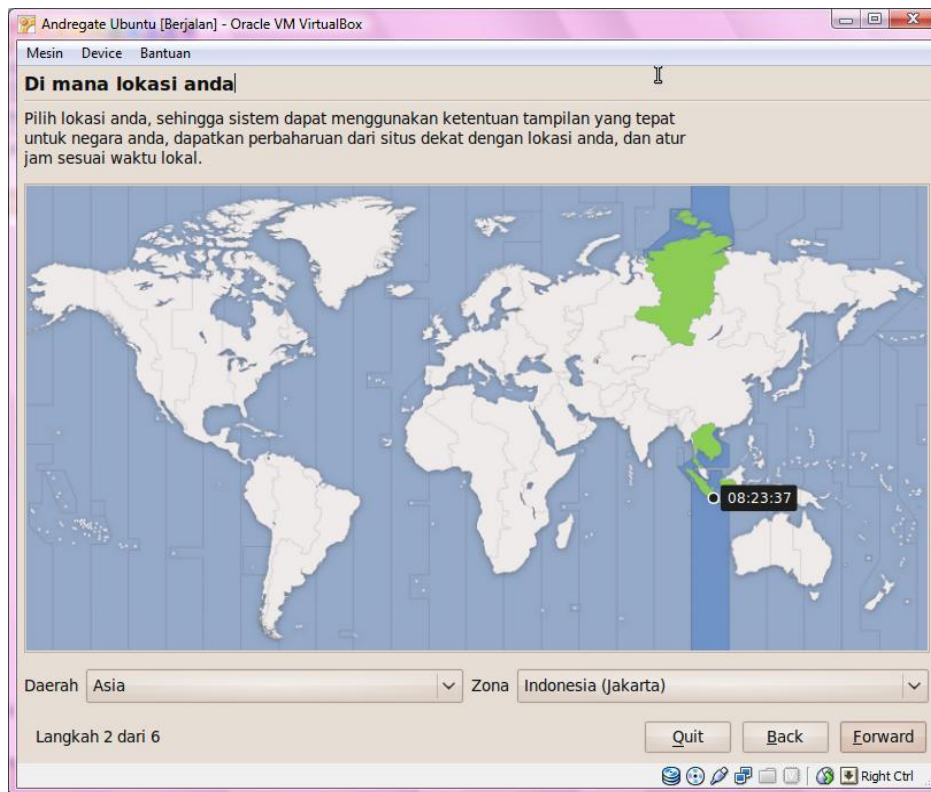 Andregate Ubuntu [Berjalan] - Oracle VM VirtualBox
Mesin Device Bantuan
Di mana lokasi anda
Pilih lokasi anda, sehingga sistem dapat menggunakan ketentuan tampilan yang tepat
untuk negara anda, dapatkan perbaharuan dari situs dekat dengan lokasi anda, dan atur
jam sesuai waktu lokal.
08:23:37
Daerah Asia Zona Indonesia (Jakarta)
Langkah 2 dari 6 Quit Back Forward
Right Ctrl